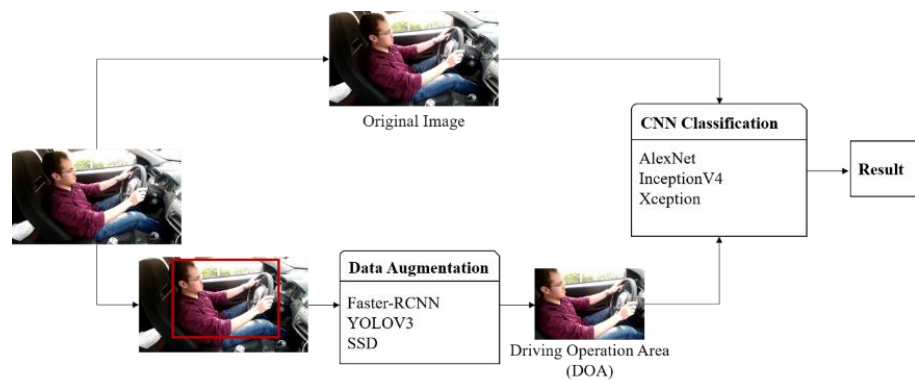 Original Image
CNN Classification
AlexNet
InceptionV4
Xception
Result
Data Augmentation
Faster-RCNN
YOLOV3
SSD
Driving Operation Area
(DOA)